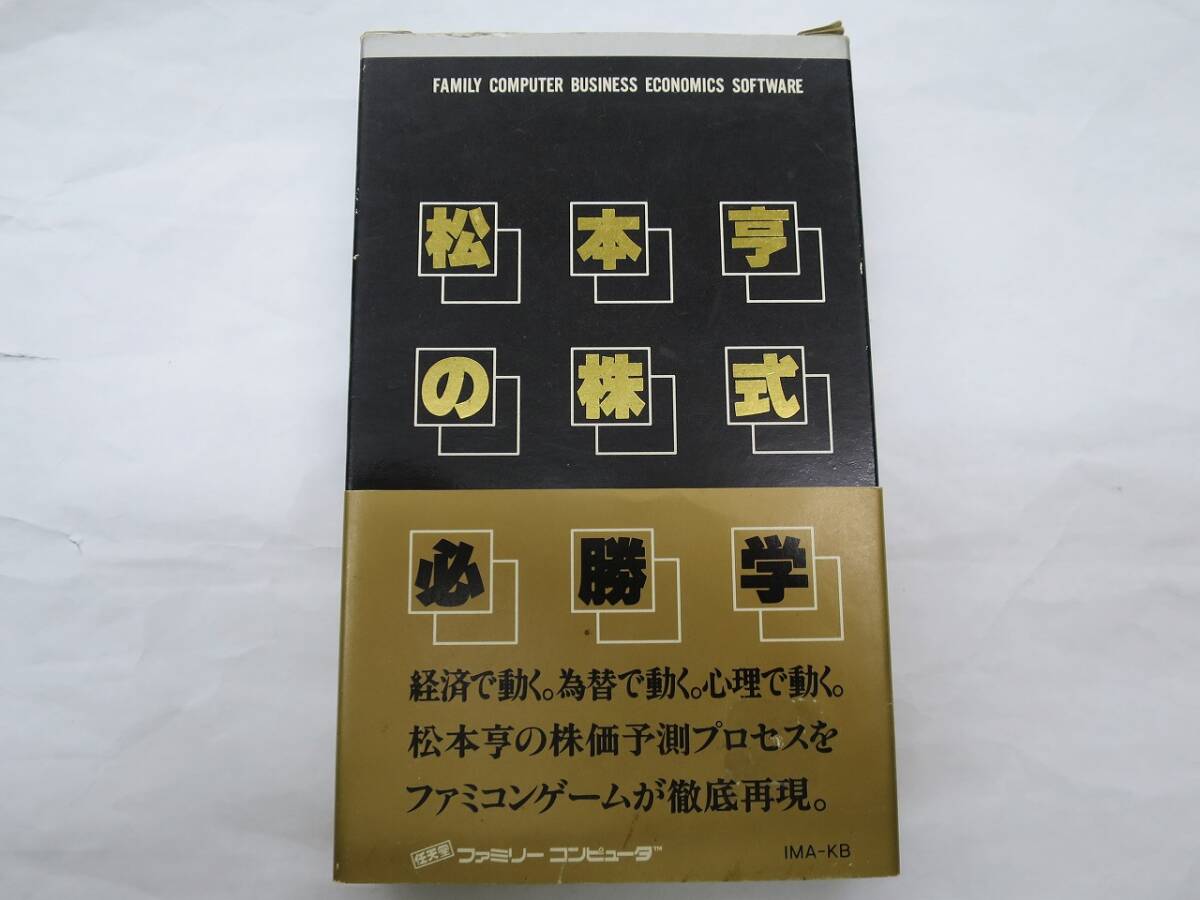 FAMILY COMPUTER BUSINESS ECONOMICS SOFTWARE
松本亨
の株式
必勝学
経済で動く。為替で動く。心理で動く。
松本亨の株価予測プロセスを
ファミコンゲームが徹底再現。
任天堂 ファミリーコンピュータ™ IMA-KB